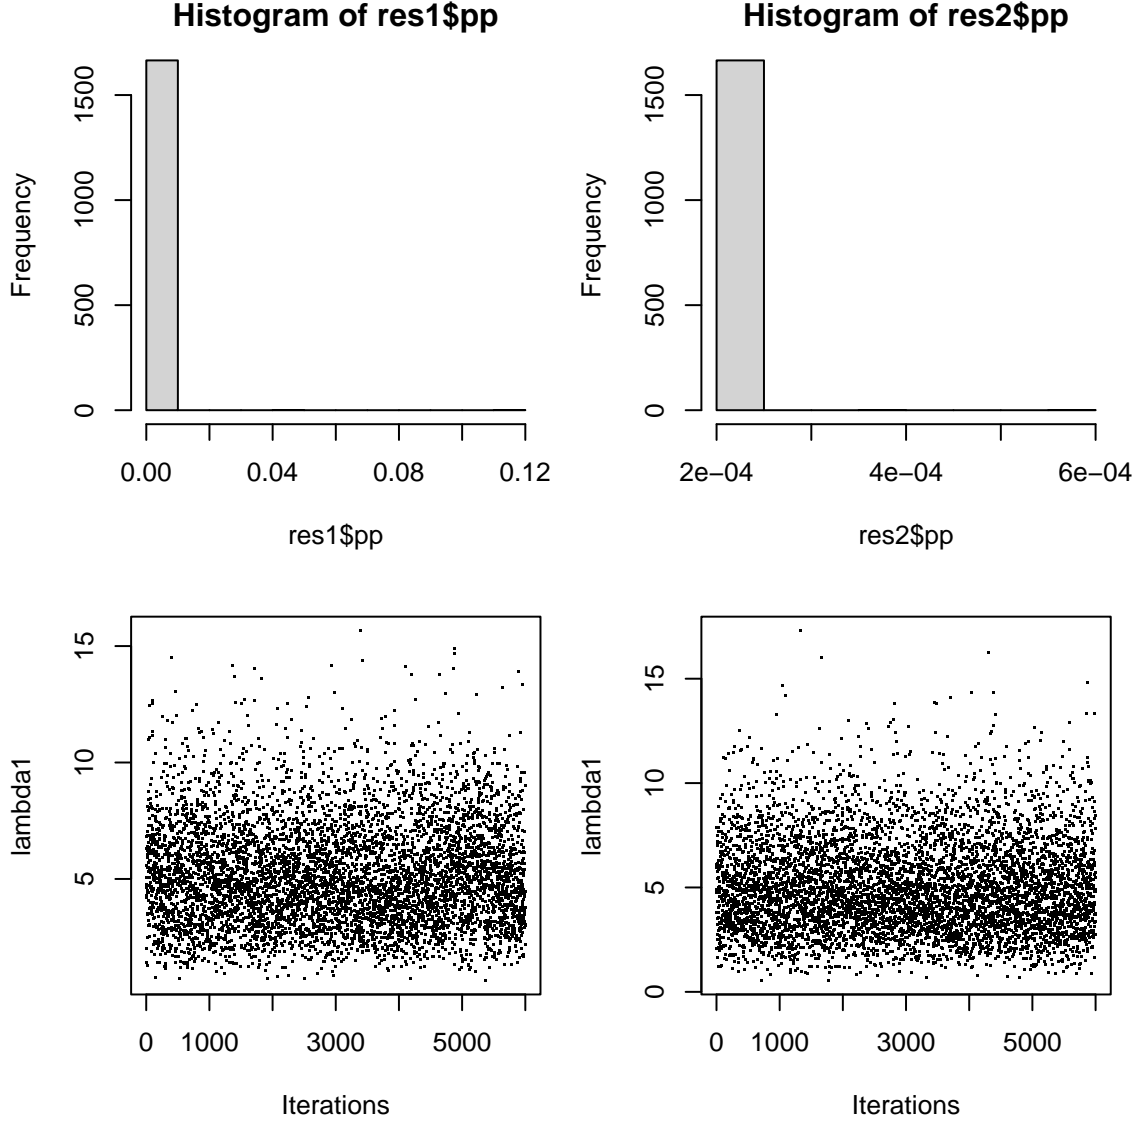 Histogram of res1$pp
Frequency
0
500
1000
1500
0.00 0.04 0.08 0.12
res1$pp
Histogram of res2$pp
Frequency
0
500
1000
1500
2e−04 4e−04 6e−04
res2$pp
lambda1
5
10
15
0 1000 3000 5000
Iterations
lambda1
0
5
10
15
0 1000 3000 5000
Iterations